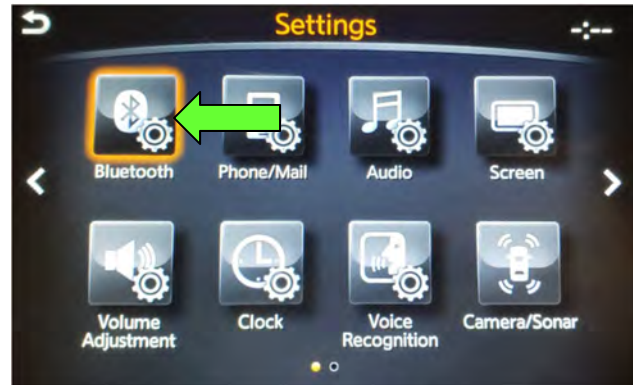 Settings
-:--
Bluetooth
Phone/Mail
Audio
Screen
Volume
Adjustment
Clock
Voice
Recognition
Camera/Sonar